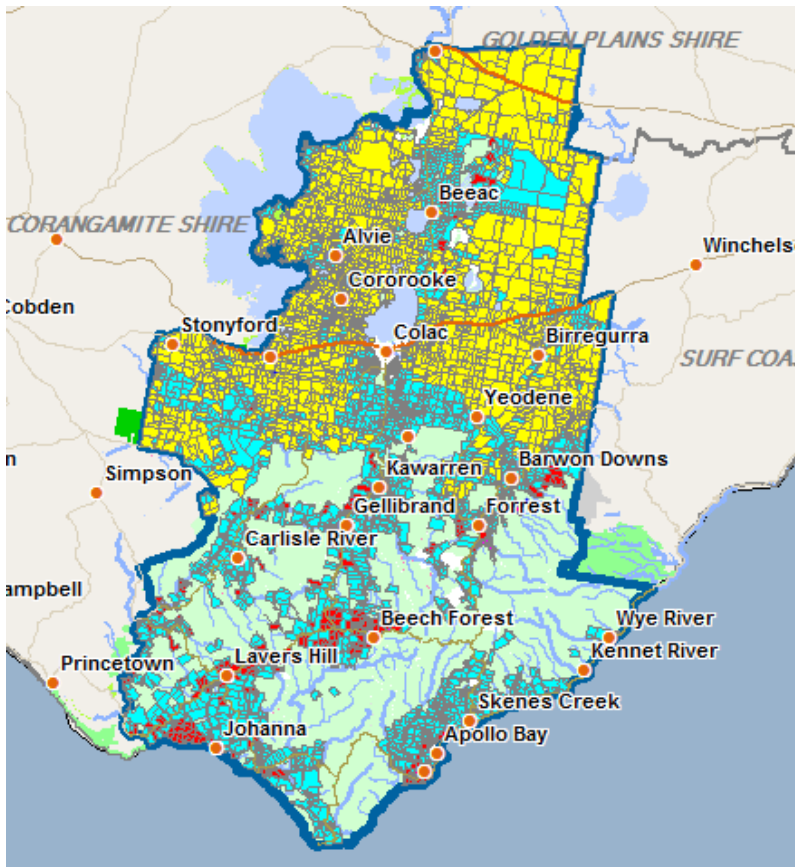 GOLDEN PLAINS SHIRE
Beeac
CORANGAMITE SHIRE
Alvie
Winchels
Cororooke
Cobden
Stonyford
Colac
Birregurra
SURF COA
Yeodene
Simpson
Kawarren
Barwon Downs
Gellibrand
Forrest
Carlisle River
ampbell
Beech Forest
Wye River
Kennet River
Princetown
Lavers Hill
Skenes Creek
Johanna
Apollo Bay